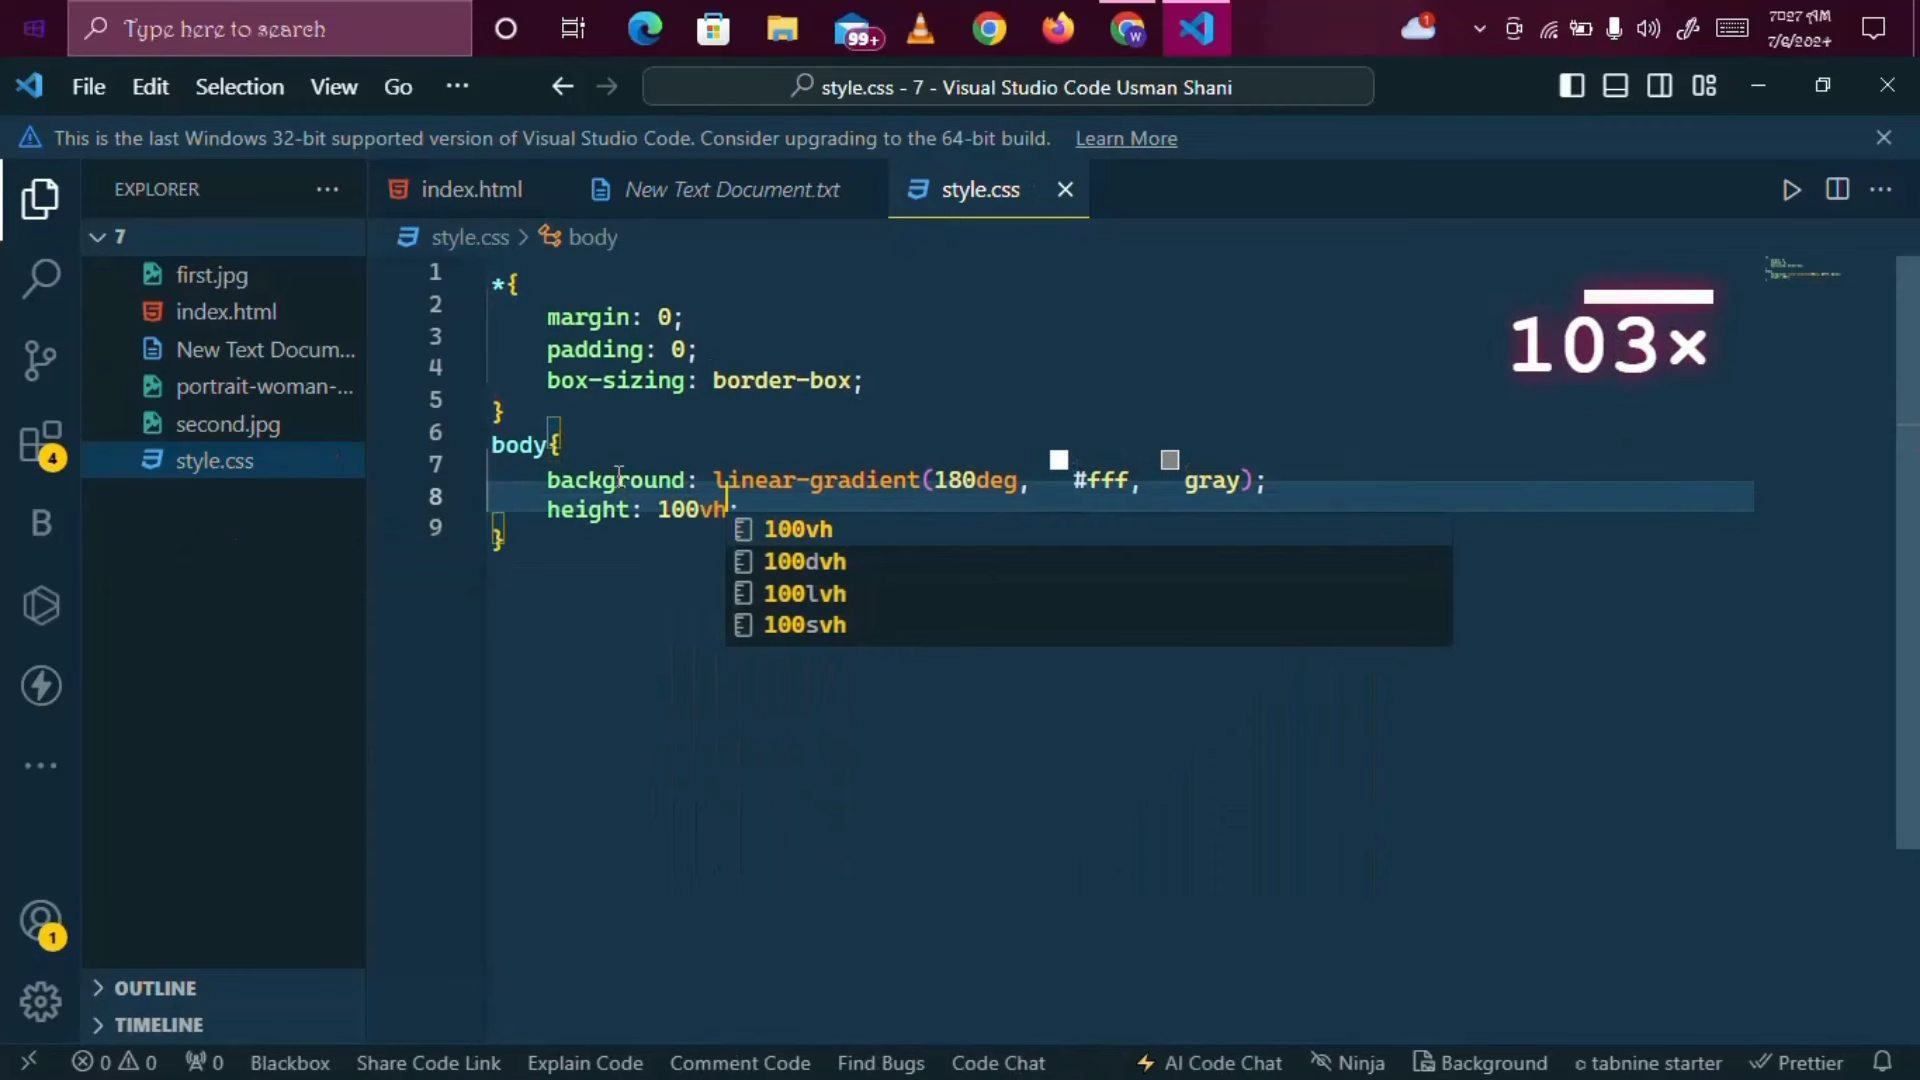 Type here to search
99+
W
1
7:27 AM
7/6/2024
File Edit Selection View Go ···
style.css - 7 - Visual Studio Code Usman Shani
This is the last Windows 32-bit supported version of Visual Studio Code. Consider upgrading to the 64-bit build. Learn More
EXPLORER ···
index.html
New Text Document.txt
style.css
7
style.css > body
first.jpg
index.html
New Text Docum...
portrait-woman-...
second.jpg
style.css
1 *{
2 margin: 0;
3 padding: 0;
4 box-sizing: border-box;
5 }
6 body{
7 background: linear-gradient(180deg, #fff, gray);
8 height: 100vh;
9 }
100vh
100dvh
100lvh
100svh
103×
4
B
1
OUTLINE
TIMELINE
0 0 0 Blackbox Share Code Link Explain Code Comment Code Find Bugs Code Chat AI Code Chat Ninja Background tabnine starter Prettier